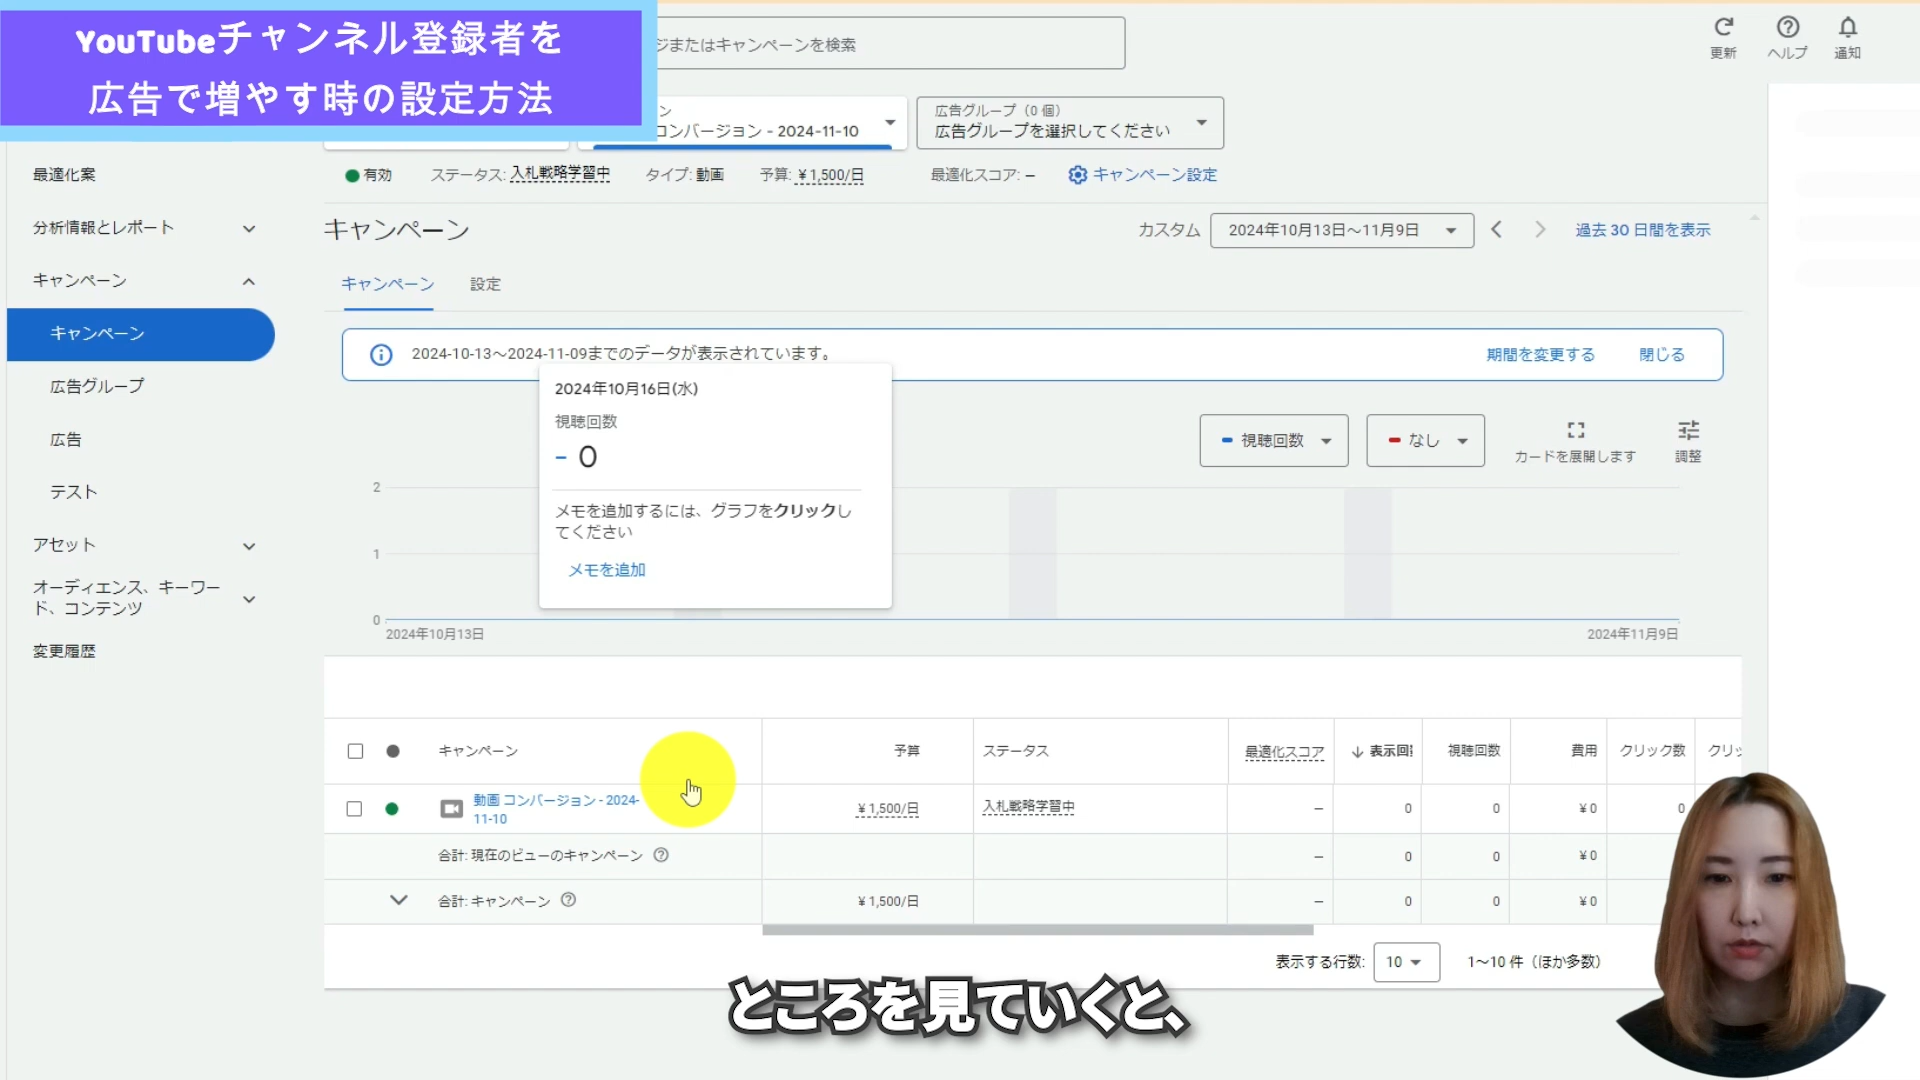 YouTubeチャンネル登録者を
広告で増やす時の設定方法
ジまたはキャンペーンを検索
更新
ヘルプ
通知
ン
コンバージョン - 2024-11-10
広告グループ（0 個）
広告グループを選択してください
有効
ステータス: 入札戦略学習中
タイプ: 動画
予算: ¥1,500/日
最適化スコア: –
キャンペーン設定
最適化案
分析情報とレポート
キャンペーン
キャンペーン
広告グループ
広告
テスト
アセット
オーディエンス、キーワー
ド、コンテンツ
変更履歴
キャンペーン
カスタム
2024年10月13日～11月9日
過去 30 日間を表示
キャンペーン
設定
2024-10-13～2024-11-09までのデータが表示されています。
期間を変更する
閉じる
2024年10月16日(水)
視聴回数
0
メモを追加するには、グラフをクリックし
てください
メモを追加
視聴回数
なし
カードを展開します
調整
2
1
0
2024年10月13日
2024年11月9日
キャンペーン
予算
ステータス
最適化スコア
表示回
視聴回数
費用
クリック数
クリッ
動画 コンバージョン - 2024-
11-10
¥1,500/日
入札戦略学習中
–
0
0
¥0
0
合計: 現在のビューのキャンペーン
–
0
0
¥0
合計: キャンペーン
¥1,500/日
–
0
0
¥0
表示する行数:
10
1～10 件（ほか多数）
ところを見ていくと、